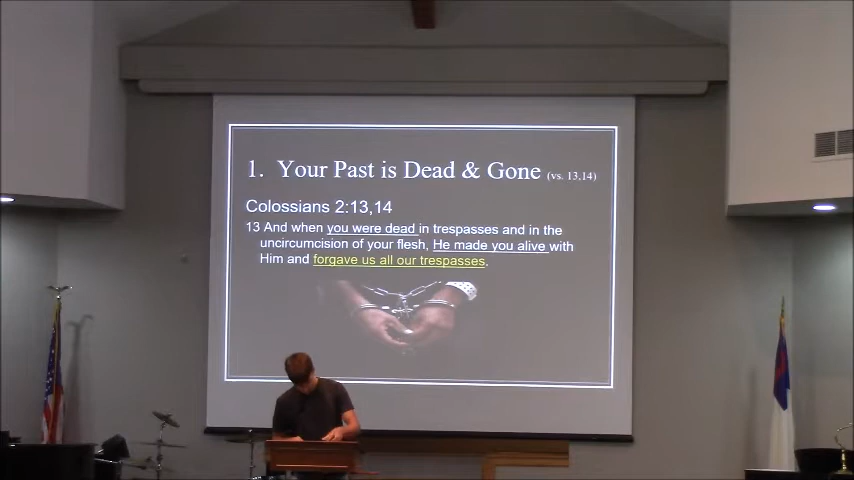 1. Your Past is Dead & Gone (vs. 13,14)
Colossians 2:13,14
13 And when you were dead in trespasses and in the
uncircumcision of your flesh, He made you alive with
Him and forgave us all our trespasses.